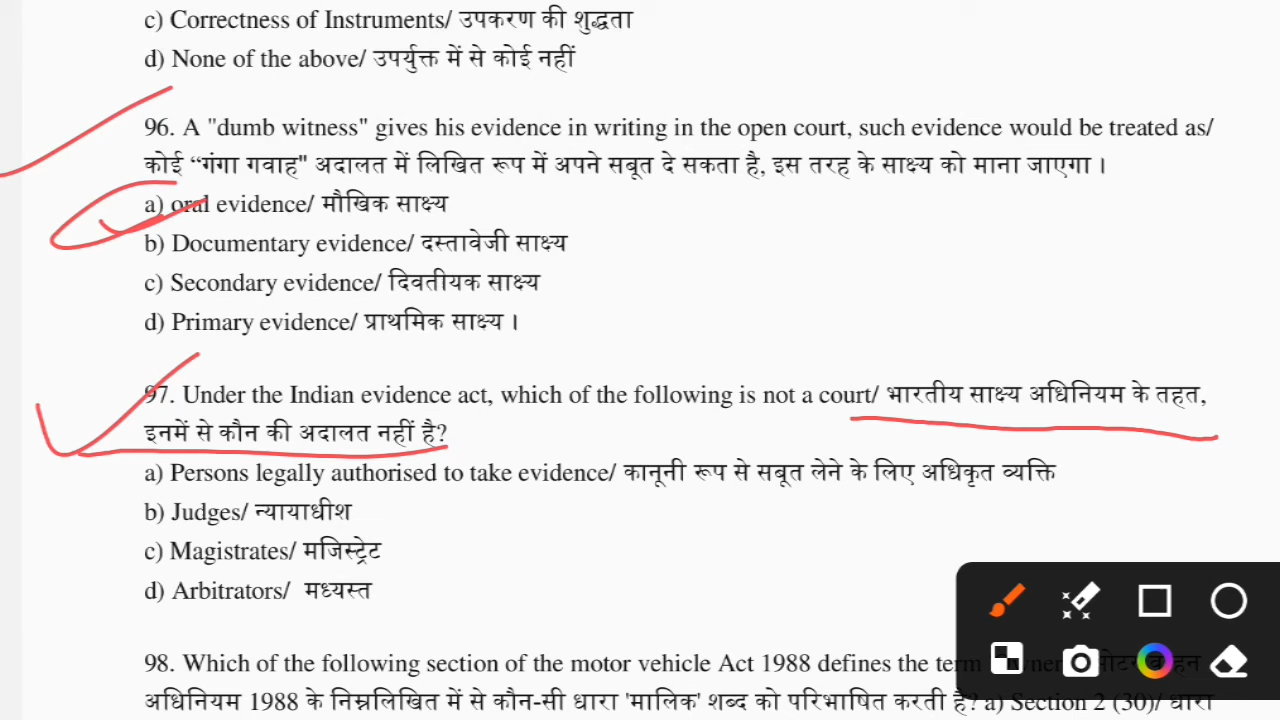 c) Correctness of Instruments/ उपकरण की शुद्धता
d) None of the above/ उपर्युक्त में से कोई नहीं
96. A "dumb witness" gives his evidence in writing in the open court, such evidence would be treated as/
कोई “गंगा गवाह" अदालत में लिखित रूप में अपने सबूत दे सकता है, इस तरह के साक्ष्य को माना जाएगा ।
a) oral evidence/ मौखिक साक्ष्य
b) Documentary evidence/ दस्तावेजी साक्ष्य
c) Secondary evidence/ दिवतीयक साक्ष्य
d) Primary evidence/ प्राथमिक साक्ष्य ।
97. Under the Indian evidence act, which of the following is not a court/ भारतीय साक्ष्य अधिनियम के तहत,
इनमें से कौन की अदालत नहीं है?
a) Persons legally authorised to take evidence/ कानूनी रूप से सबूत लेने के लिए अधिकृत व्यक्ति
b) Judges/ न्यायाधीश
c) Magistrates/ मजिस्ट्रेट
d) Arbitrators/ मध्यस्त
98. Which of the following section of the motor vehicle Act 1988 defines the term
अधिनियम 1988 के निम्नलिखित में से कौन-सी धारा 'मालिक' शब्द को परिभाषित करती है? a) Section 2 (30)/ धारा